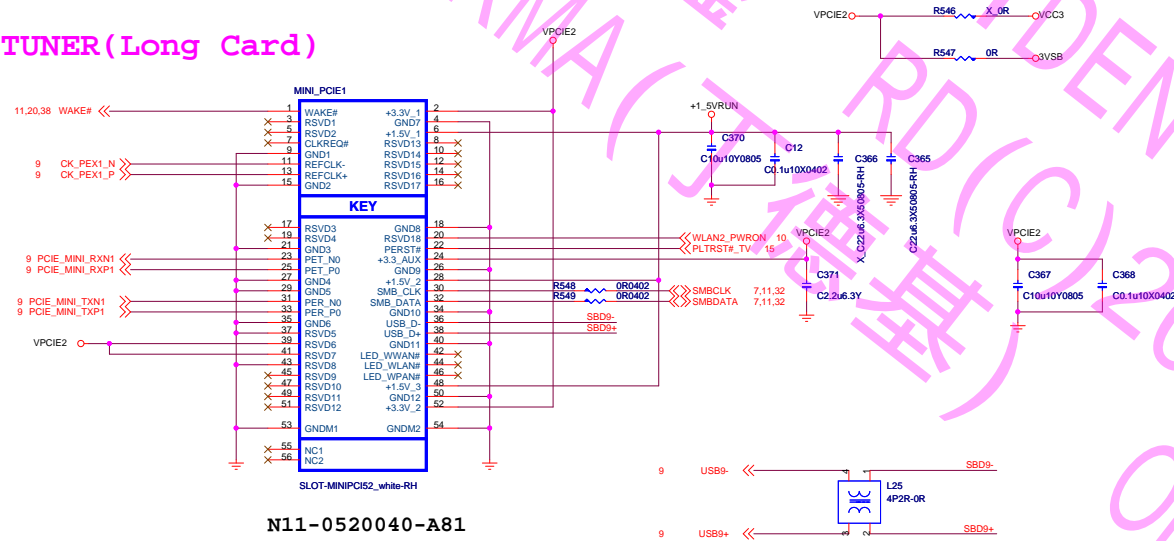 TUNER(Long Card)
VPCIE2
R546
X_0R
VCC3
VPCIE2
R547
0R
3VSB
MINI_PCIE1
11,20,38 WAKE#
1 WAKE# +3.3V_1 2
3 RSVD1 GND7 4
5 RSVD2 +1.5V_1 6
7 CLKREQ# RSVD13 8
9 GND1 RSVD14 10
9 CK_PEX1_N 11 REFCLK- RSVD15 12
9 CK_PEX1_P 13 REFCLK+ RSVD16 14
15 GND2 RSVD17 16
KEY
17 RSVD3 GND8 18
19 RSVD4 RSVD18 20 WLAN2_PWRON 10
21 GND3 PERST# 22 PLTRST#_TV 15
9 PCIE_MINI_RXN1 23 PET_N0 +3.3_AUX 24
9 PCIE_MINI_RXP1 25 PET_P0 GND9 26
27 GND4 +1.5V_2 28
29 GND5 SMB_CLK 30 R548 0R0402 SMBCLK 7,11,32
9 PCIE_MINI_TXN1 31 PER_N0 SMB_DATA 32 R549 0R0402 SMBDATA 7,11,32
9 PCIE_MINI_TXP1 33 PER_P0 GND10 34
35 GND6 USB_D- 36 SBD9-
37 RSVD5 USB_D+ 38 SBD9+
VPCIE2 39 RSVD6 GND11 40
41 RSVD7 LED_WWAN# 42
43 RSVD8 LED_WLAN# 44
45 RSVD9 LED_WPAN# 46
47 RSVD10 +1.5V_3 48
49 RSVD11 GND12 50
51 RSVD12 +3.3V_2 52
53 GNDM1 GNDM2 54
55 NC1
56 NC2
SLOT-MINIPCI52_white-RH
N11-0520040-A81
+1_5VRUN
C370
C10u10Y0805
C12
C0.1u10X0402
C366
X_C22u6.3X50805-RH
C365
C22u6.3X50805-RH
VPCIE2
C371
C2.2u6.3Y
VPCIE2
C367
C10u10Y0805
C368
C0.1u10X0402
9 USB9- 4 1 SBD9-
L25
4P2R-0R
9 USB9+ 3 2 SBD9+
RMA(丁德基)
RD(C)20